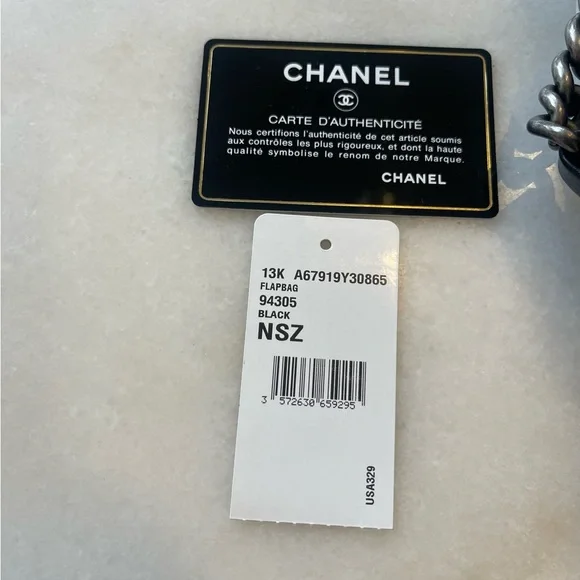 CHANEL
CARTE D'AUTHENTICITÉ
Nous certifions l'authenticité de cet article soumis
aux contrôles les plus rigoureux, et dont la haute
qualité symbolise le renom de notre Marque.
CHANEL
13K A67919Y30865
FLAPBAG
94305
BLACK
NSZ
3 572630 659295
USA329